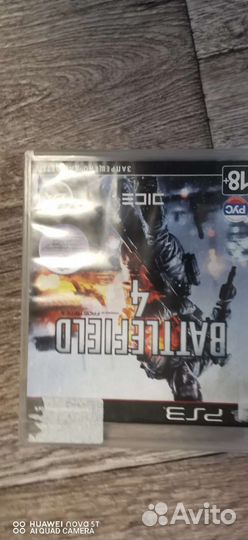 PS3
BATTLEFIELD
4
DICE
РУС
18+
HUAWEI nova 5T
AI QUAD CAMERA
Avito